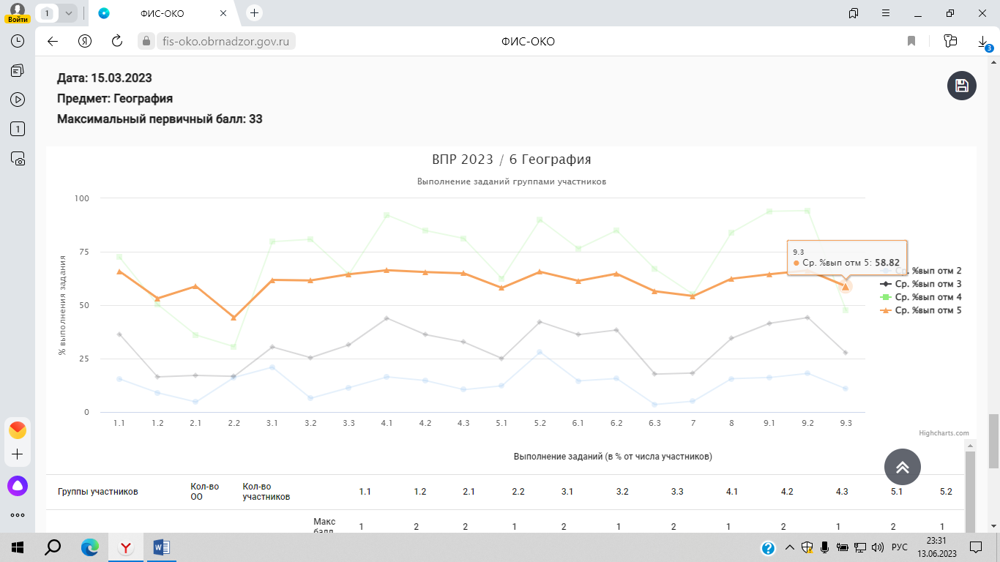 Войти
1
ФИС-ОКО
fis-oko.obrnadzor.gov.ru
ФИС-ОКО
3
1
Дата: 15.03.2023
Предмет: География
Максимальный первичный балл: 33
ВПР 2023 / 6 География
Выполнение заданий группами участников
% выполнения задания
100
75
50
25
0
9.3
Ср. %вып отм 5: 58.82
Ср. %вып отм 2
Ср. %вып отм 3
Ср. %вып отм 4
Ср. %вып отм 5
1.1 1.2 2.1 2.2 3.1 3.2 3.3 4.1 4.2 4.3 5.1 5.2 6.1 6.2 6.3 7 8 9.1 9.2 9.3
Highcharts.com
Выполнение заданий (в % от числа участников)
Группы участников Кол-во ОО Кол-во участников 1.1 1.2 2.1 2.2 3.1 3.2 3.3 4.1 4.2 4.3 5.1 5.2
Макс балл 1 2 2 1 2 1 2 1 2 1 2 1
РУС
23:31
13.06.2023